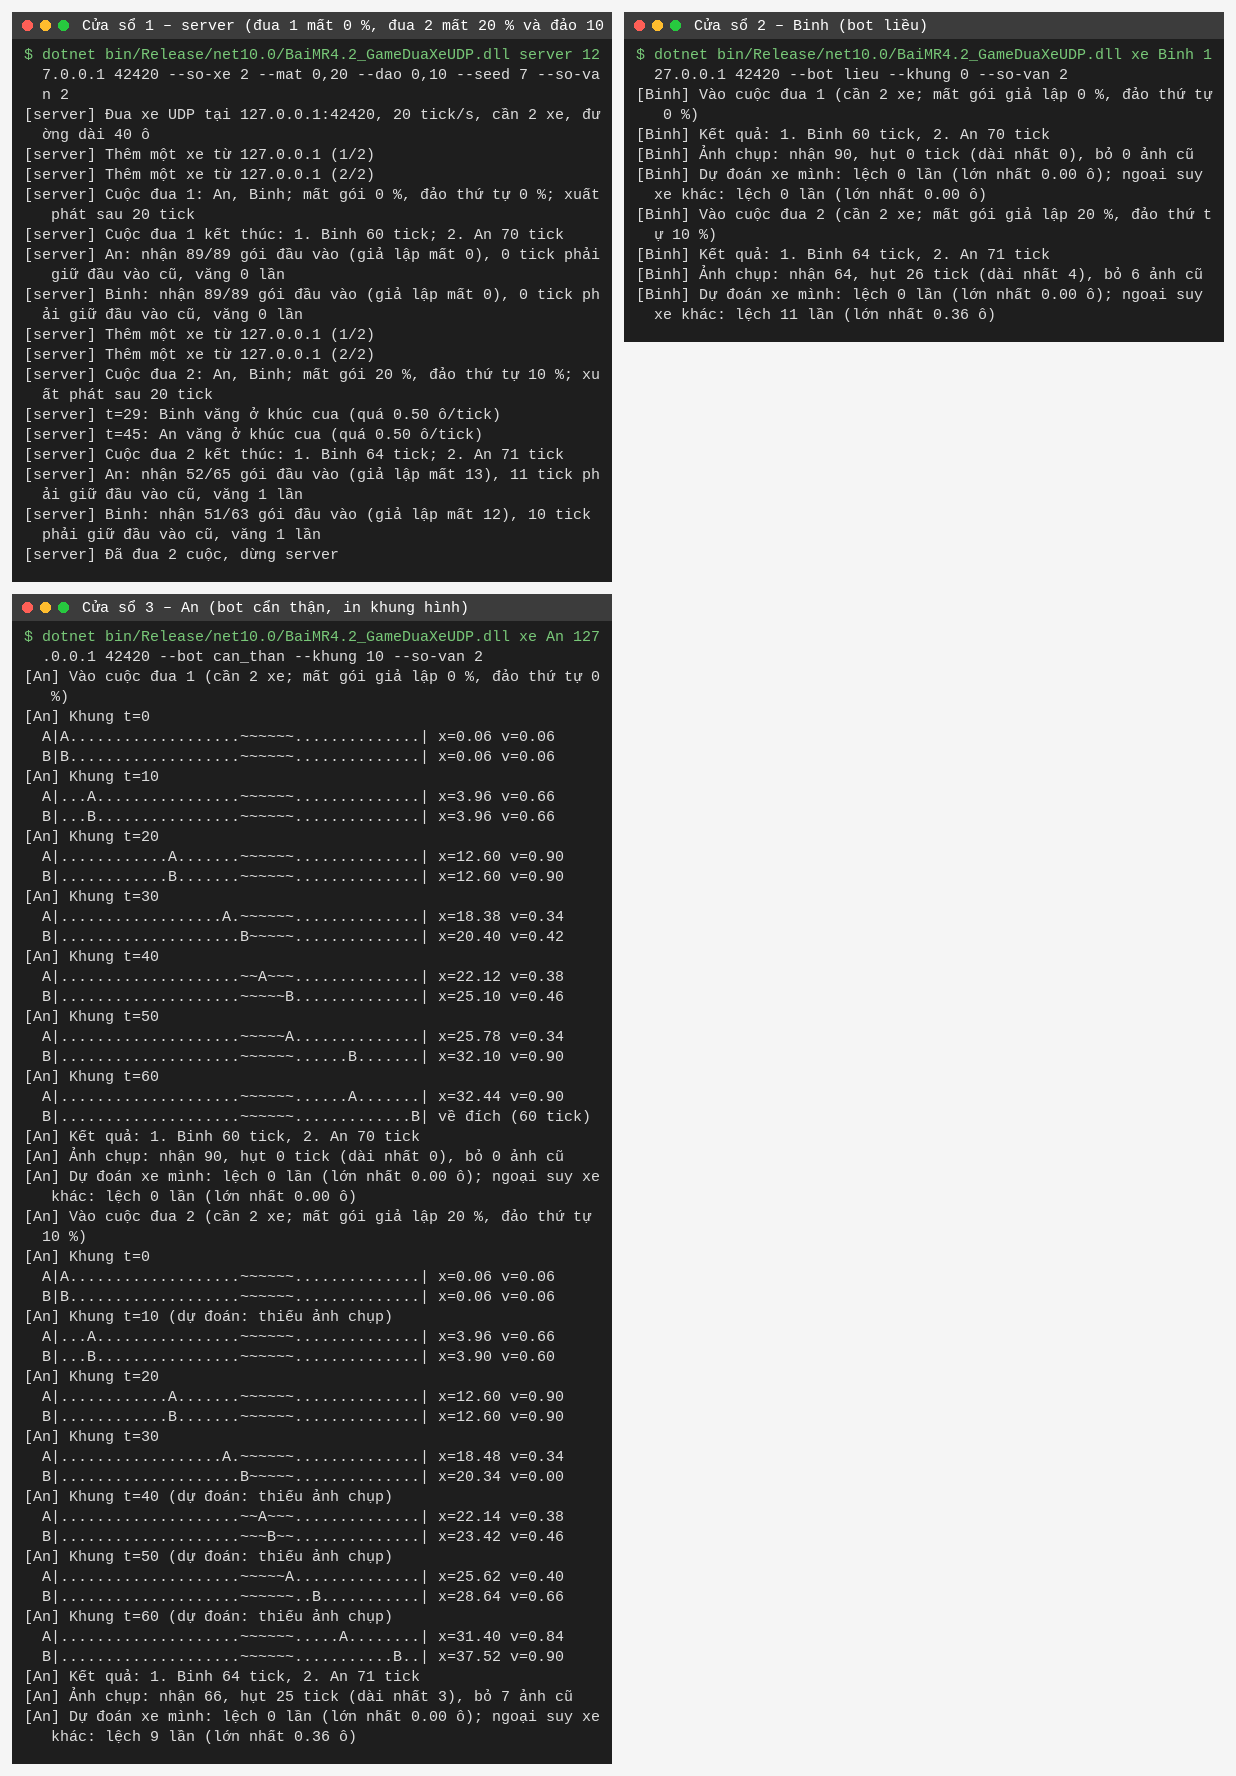 Cửa sổ 1 – server (đua 1 mất 0 %, đua 2 mất 20 % và đảo 10
$ dotnet bin/Release/net10.0/BaiMR4.2_GameDuaXeUDP.dll server 12
7.0.0.1 42420 --so-xe 2 --mat 0,20 --dao 0,10 --seed 7 --so-va
n 2
[server] Đua xe UDP tại 127.0.0.1:42420, 20 tick/s, cần 2 xe, đư
ờng dài 40 ô
[server] Thêm một xe từ 127.0.0.1 (1/2)
[server] Thêm một xe từ 127.0.0.1 (2/2)
[server] Cuộc đua 1: An, Binh; mất gói 0 %, đảo thứ tự 0 %; xuất
phát sau 20 tick
[server] Cuộc đua 1 kết thúc: 1. Binh 60 tick; 2. An 70 tick
[server] An: nhận 89/89 gói đầu vào (giả lập mất 0), 0 tick phải
giữ đầu vào cũ, văng 0 lần
[server] Binh: nhận 89/89 gói đầu vào (giả lập mất 0), 0 tick ph
ải giữ đầu vào cũ, văng 0 lần
[server] Thêm một xe từ 127.0.0.1 (1/2)
[server] Thêm một xe từ 127.0.0.1 (2/2)
[server] Cuộc đua 2: An, Binh; mất gói 20 %, đảo thứ tự 10 %; xu
ất phát sau 20 tick
[server] t=29: Binh văng ở khúc cua (quá 0.50 ô/tick)
[server] t=45: An văng ở khúc cua (quá 0.50 ô/tick)
[server] Cuộc đua 2 kết thúc: 1. Binh 64 tick; 2. An 71 tick
[server] An: nhận 52/65 gói đầu vào (giả lập mất 13), 11 tick ph
ải giữ đầu vào cũ, văng 1 lần
[server] Binh: nhận 51/63 gói đầu vào (giả lập mất 12), 10 tick
phải giữ đầu vào cũ, văng 1 lần
[server] Đã đua 2 cuộc, dừng server
Cửa sổ 2 – Binh (bot liều)
$ dotnet bin/Release/net10.0/BaiMR4.2_GameDuaXeUDP.dll xe Binh 1
27.0.0.1 42420 --bot lieu --khung 0 --so-van 2
[Binh] Vào cuộc đua 1 (cần 2 xe; mất gói giả lập 0 %, đảo thứ tự
0 %)
[Binh] Kết quả: 1. Binh 60 tick, 2. An 70 tick
[Binh] Ảnh chụp: nhận 90, hụt 0 tick (dài nhất 0), bỏ 0 ảnh cũ
[Binh] Dự đoán xe mình: lệch 0 lần (lớn nhất 0.00 ô); ngoại suy
xe khác: lệch 0 lần (lớn nhất 0.00 ô)
[Binh] Vào cuộc đua 2 (cần 2 xe; mất gói giả lập 20 %, đảo thứ t
ự 10 %)
[Binh] Kết quả: 1. Binh 64 tick, 2. An 71 tick
[Binh] Ảnh chụp: nhận 64, hụt 26 tick (dài nhất 4), bỏ 6 ảnh cũ
[Binh] Dự đoán xe mình: lệch 0 lần (lớn nhất 0.00 ô); ngoại suy
xe khác: lệch 11 lần (lớn nhất 0.36 ô)
Cửa sổ 3 – An (bot cẩn thận, in khung hình)
$ dotnet bin/Release/net10.0/BaiMR4.2_GameDuaXeUDP.dll xe An 127
.0.0.1 42420 --bot can_than --khung 10 --so-van 2
[An] Vào cuộc đua 1 (cần 2 xe; mất gói giả lập 0 %, đảo thứ tự 0
%)
[An] Khung t=0
A|A...................~~~~~~..............| x=0.06 v=0.06
B|B...................~~~~~~..............| x=0.06 v=0.06
[An] Khung t=10
A|...A................~~~~~~..............| x=3.96 v=0.66
B|...B................~~~~~~..............| x=3.96 v=0.66
[An] Khung t=20
A|............A.......~~~~~~..............| x=12.60 v=0.90
B|............B.......~~~~~~..............| x=12.60 v=0.90
[An] Khung t=30
A|..................A.~~~~~~..............| x=18.38 v=0.34
B|....................B~~~~~..............| x=20.40 v=0.42
[An] Khung t=40
A|....................~~A~~~..............| x=22.12 v=0.38
B|....................~~~~~B..............| x=25.10 v=0.46
[An] Khung t=50
A|....................~~~~~A..............| x=25.78 v=0.34
B|....................~~~~~~......B.......| x=32.10 v=0.90
[An] Khung t=60
A|....................~~~~~~......A.......| x=32.44 v=0.90
B|....................~~~~~~.............B| về đích (60 tick)
[An] Kết quả: 1. Binh 60 tick, 2. An 70 tick
[An] Ảnh chụp: nhận 90, hụt 0 tick (dài nhất 0), bỏ 0 ảnh cũ
[An] Dự đoán xe mình: lệch 0 lần (lớn nhất 0.00 ô); ngoại suy xe
khác: lệch 0 lần (lớn nhất 0.00 ô)
[An] Vào cuộc đua 2 (cần 2 xe; mất gói giả lập 20 %, đảo thứ tự
10 %)
[An] Khung t=0
A|A...................~~~~~~..............| x=0.06 v=0.06
B|B...................~~~~~~..............| x=0.06 v=0.06
[An] Khung t=10 (dự đoán: thiếu ảnh chụp)
A|...A................~~~~~~..............| x=3.96 v=0.66
B|...B................~~~~~~..............| x=3.90 v=0.60
[An] Khung t=20
A|............A.......~~~~~~..............| x=12.60 v=0.90
B|............B.......~~~~~~..............| x=12.60 v=0.90
[An] Khung t=30
A|..................A.~~~~~~..............| x=18.48 v=0.34
B|....................B~~~~~..............| x=20.34 v=0.00
[An] Khung t=40 (dự đoán: thiếu ảnh chụp)
A|....................~~A~~~..............| x=22.14 v=0.38
B|....................~~~B~~..............| x=23.42 v=0.46
[An] Khung t=50 (dự đoán: thiếu ảnh chụp)
A|....................~~~~~A..............| x=25.62 v=0.40
B|....................~~~~~~..B...........| x=28.64 v=0.66
[An] Khung t=60 (dự đoán: thiếu ảnh chụp)
A|....................~~~~~~.....A........| x=31.40 v=0.84
B|....................~~~~~~...........B..| x=37.52 v=0.90
[An] Kết quả: 1. Binh 64 tick, 2. An 71 tick
[An] Ảnh chụp: nhận 66, hụt 25 tick (dài nhất 3), bỏ 7 ảnh cũ
[An] Dự đoán xe mình: lệch 0 lần (lớn nhất 0.00 ô); ngoại suy xe
khác: lệch 9 lần (lớn nhất 0.36 ô)